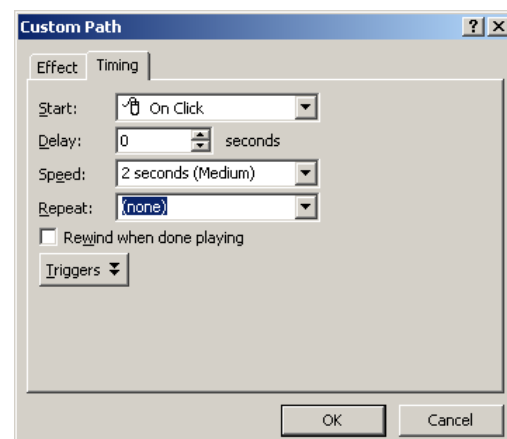 Custom Path
Effect Timing
Start: On Click
Delay: 0 seconds
Speed: 2 seconds (Medium)
Repeat: (none)
Rewind when done playing
Triggers
OK Cancel